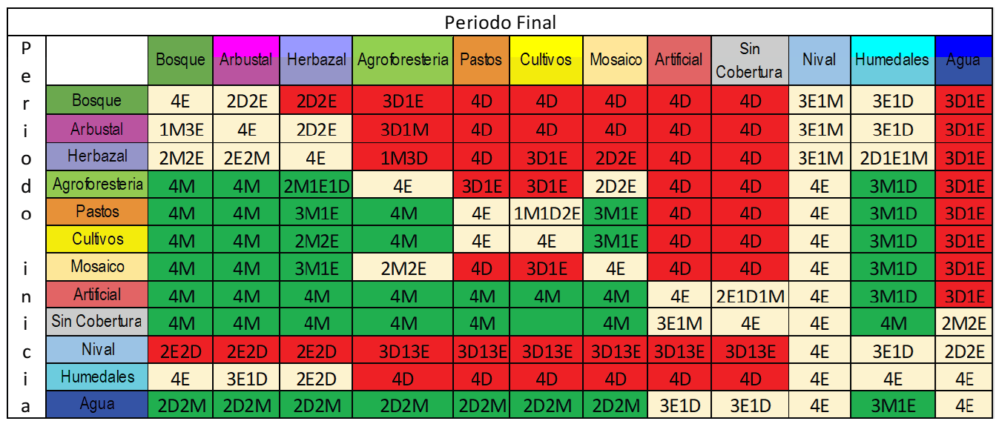 Periodo Final
P e r i o d o i n i c i a
Bosque Arbustal Herbazal Agroforesteria Pastos Cultivos Mosaico Artificial Sin Cobertura Nival Humedales Agua
Bosque 4E 2D2E 2D2E 3D1E 4D 4D 4D 4D 4D 3E1M 3E1D 3D1E
Arbustal 1M3E 4E 2D2E 3D1M 4D 4D 4D 4D 4D 3E1M 3E1D 3D1E
Herbazal 2M2E 2E2M 4E 1M3D 4D 3D1E 2D2E 4D 4D 3E1M 2D1E1M 3D1E
Agroforesteria 4M 4M 2M1E1D 4E 3D1E 3D1E 2D2E 4D 4D 4E 3M1D 3D1E
Pastos 4M 4M 3M1E 4M 4E 1M1D2E 3M1E 4D 4D 4E 3M1D 3D1E
Cultivos 4M 4M 2M2E 4M 4E 4E 3M1E 4D 4D 4E 3M1D 3D1E
Mosaico 4M 4M 3M1E 2M2E 4D 3D1E 4E 4D 4D 4E 3M1D 3D1E
Artificial 4M 4M 4M 4M 4M 4M 4M 4E 2E1D1M 4E 3M1D 3D1E
Sin Cobertura 4M 4M 4M 4M 4M 4M 3E1M 4E 4E 4M 2M2E
Nival 2E2D 2E2D 2E2D 3D13E 3D13E 3D13E 3D13E 3D13E 3D13E 4E 3E1D 2D2E
Humedales 4E 3E1D 2E2D 4D 4D 4D 4D 4D 4D 4E 4E 4E
Agua 2D2M 2D2M 2D2M 2D2M 2D2M 2D2M 2D2M 3E1D 3E1D 4E 3M1E 4E